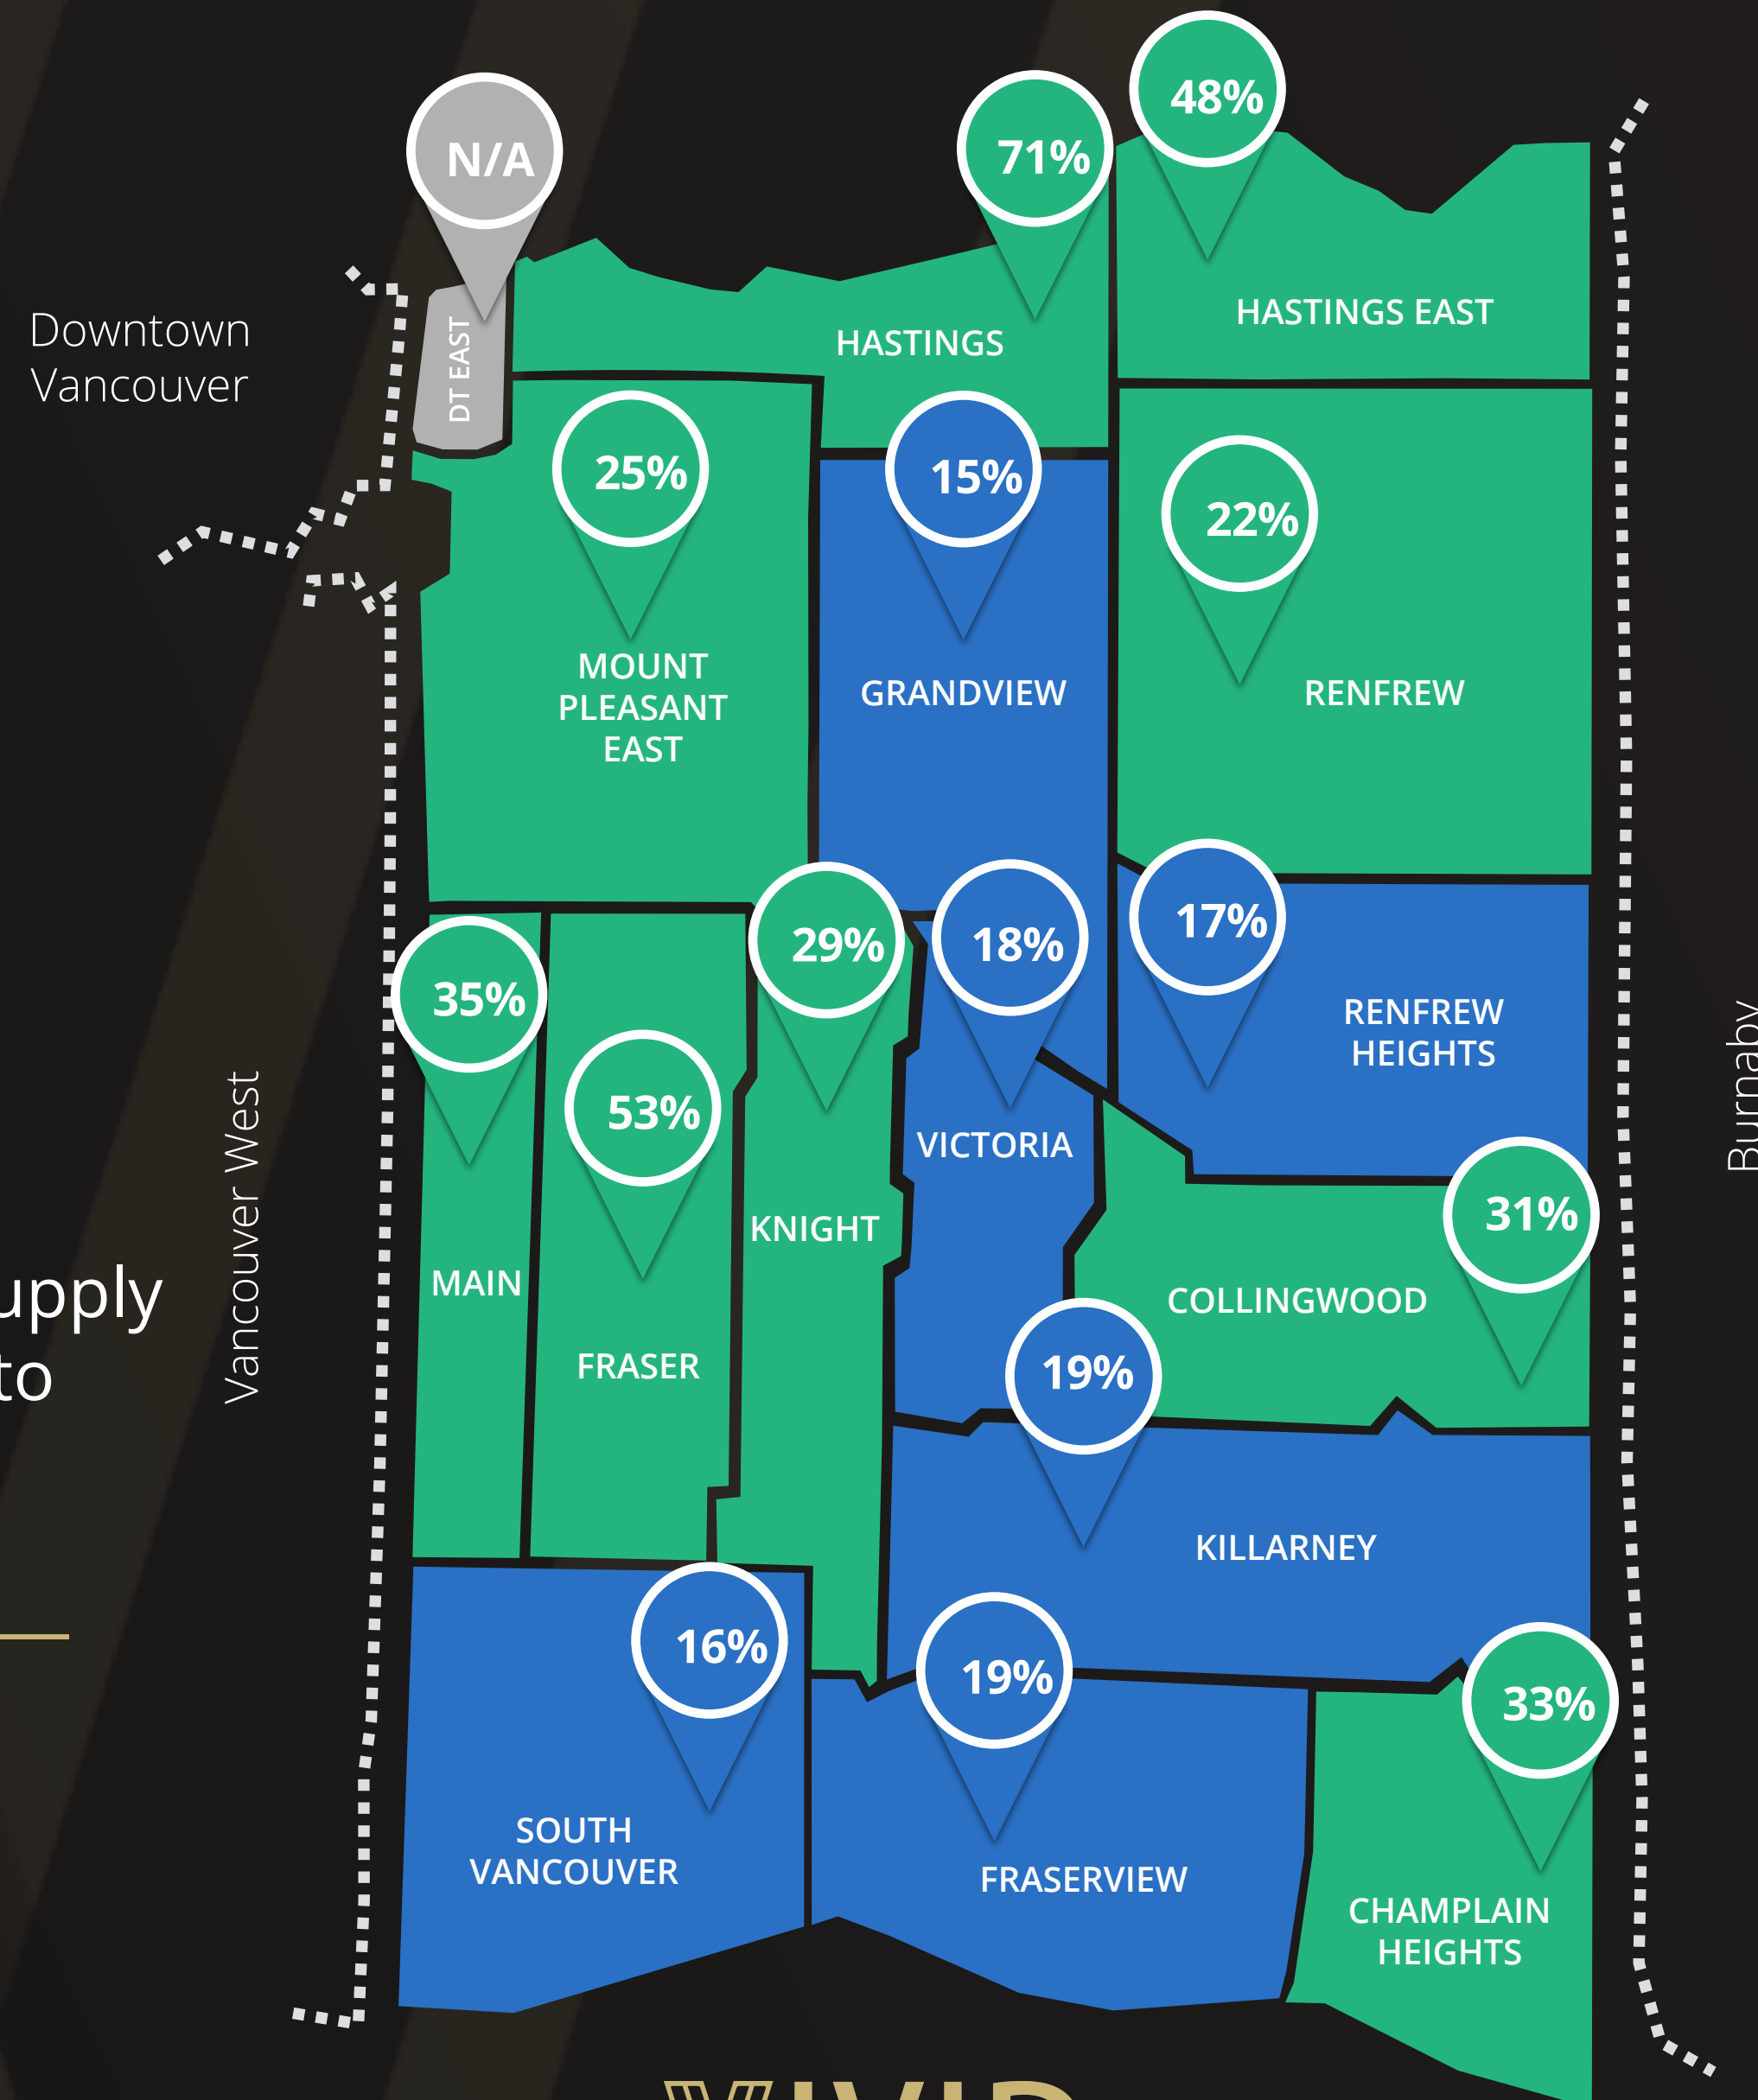 48%
71%
N/A
Downtown
Vancouver
HASTINGS EAST
HASTINGS
DT EAST
25%
15%
22%
MOUNT
PLEASANT
EAST
GRANDVIEW
RENFREW
17%
29%
18%
35%
RENFREW
HEIGHTS
53%
Burnaby
VICTORIA
Vancouver West
31%
KNIGHT
MAIN
COLLINGWOOD
upply
to
FRASER
19%
KILLARNEY
16%
19%
33%
SOUTH
VANCOUVER
FRASERVIEW
CHAMPLAIN
HEIGHTS